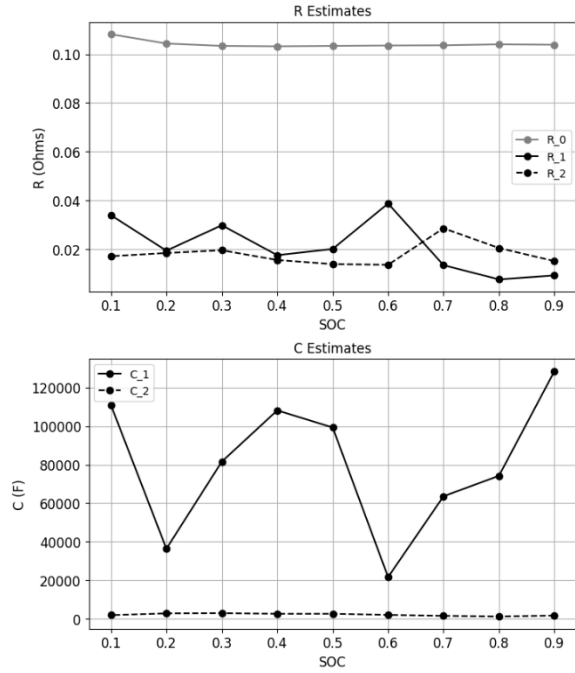 R Estimates
R (Ohms)
0.10
0.08
0.06
0.04
0.02
R_0
R_1
R_2
0.1 0.2 0.3 0.4 0.5 0.6 0.7 0.8 0.9
SOC
C Estimates
C (F)
120000
100000
80000
60000
40000
20000
0
C_1
C_2
0.1 0.2 0.3 0.4 0.5 0.6 0.7 0.8 0.9
SOC